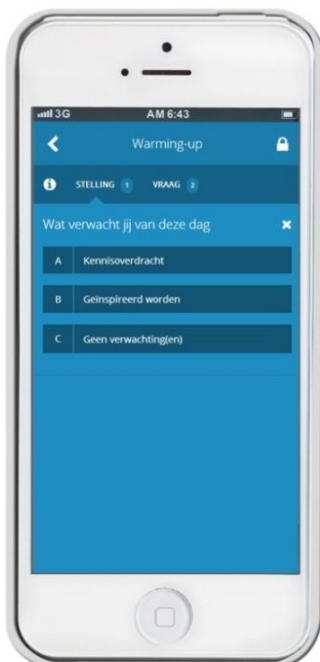 3G AM 6:43
Warming-up
STELLING 1 VRAAG 2
Wat verwacht jij van deze dag
A Kennisoverdracht
B Geïnspireerd worden
C Geen verwachting(en)